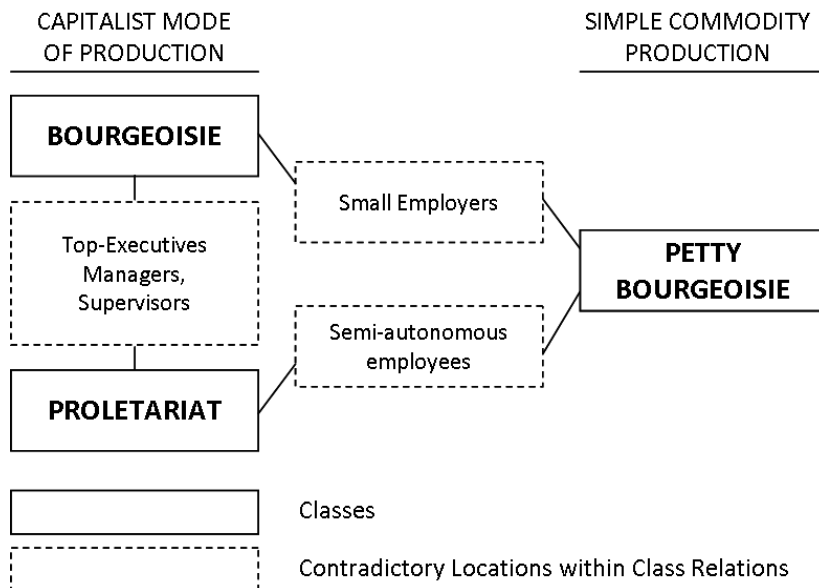 CAPITALIST MODE
OF PRODUCTION
SIMPLE COMMODITY
PRODUCTION
BOURGEOISIE
Small Employers
Top-Executives
Managers,
Supervisors
PETTY
BOURGEOISIE
Semi-autonomous
employees
PROLETARIAT
Classes
Contradictory Locations within Class Relations